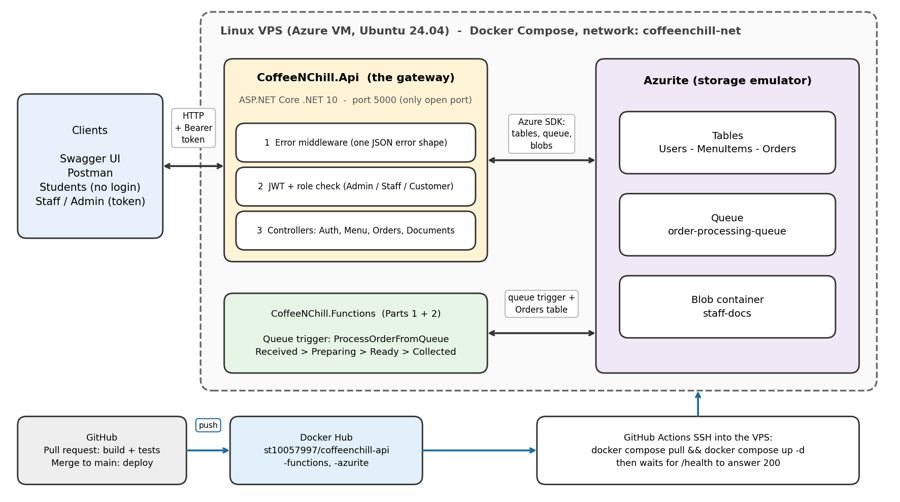 Linux VPS (Azure VM, Ubuntu 24.04)  -  Docker Compose, network: coffeenchill-net
Clients
Swagger UI
Postman
Students (no login)
Staff / Admin (token)
HTTP
+ Bearer
token
CoffeeNChill.Api  (the gateway)
ASP.NET Core .NET 10  -  port 5000 (only open port)
1  Error middleware (one JSON error shape)
2  JWT + role check (Admin / Staff / Customer)
3  Controllers: Auth, Menu, Orders, Documents
Azure SDK:
tables, queue,
blobs
Azurite (storage emulator)
Tables
Users - MenuItems - Orders
Queue
order-processing-queue
Blob container
staff-docs
CoffeeNChill.Functions  (Parts 1 + 2)
Queue trigger: ProcessOrderFromQueue
Received > Preparing > Ready > Collected
queue trigger +
Orders table
GitHub
Pull request: build + tests
Merge to main: deploy
push
Docker Hub
st10057997/coffeenchill-api
-functions, -azurite
GitHub Actions SSH into the VPS:
docker compose pull && docker compose up -d
then waits for /health to answer 200